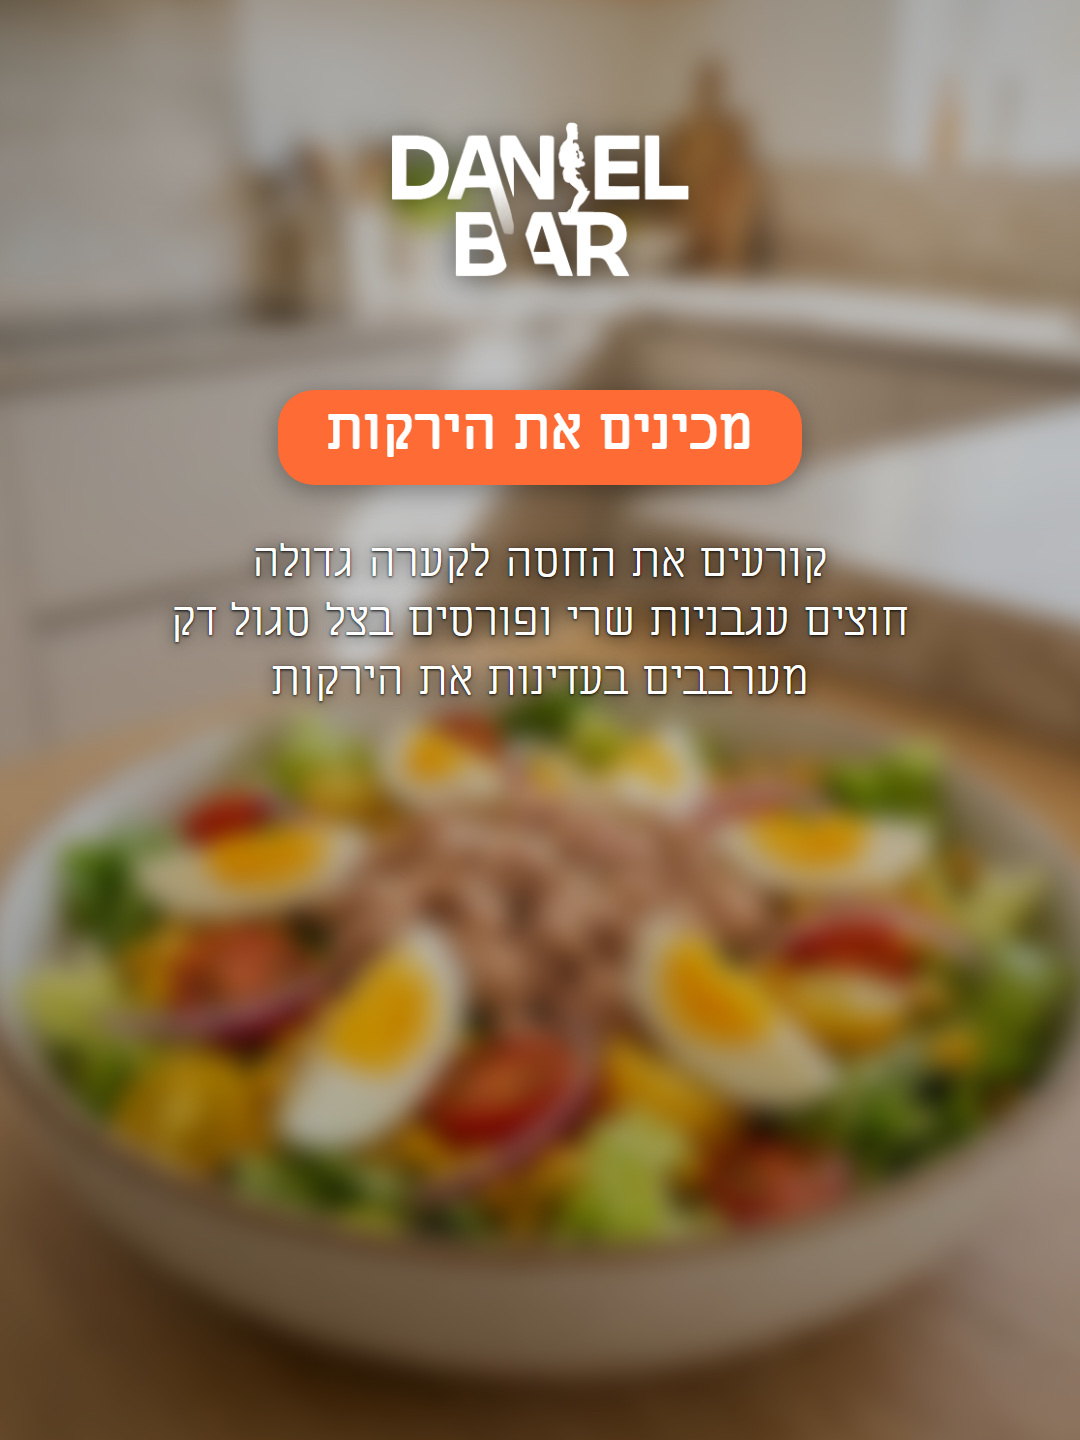 DANIEL
BAR
מכינים את הירקות
קורעים את החסה לקערה גדולה
חוצים עגבניות שרי ופורסים בצל סגול דק
מערבבים בעדינות את הירקות